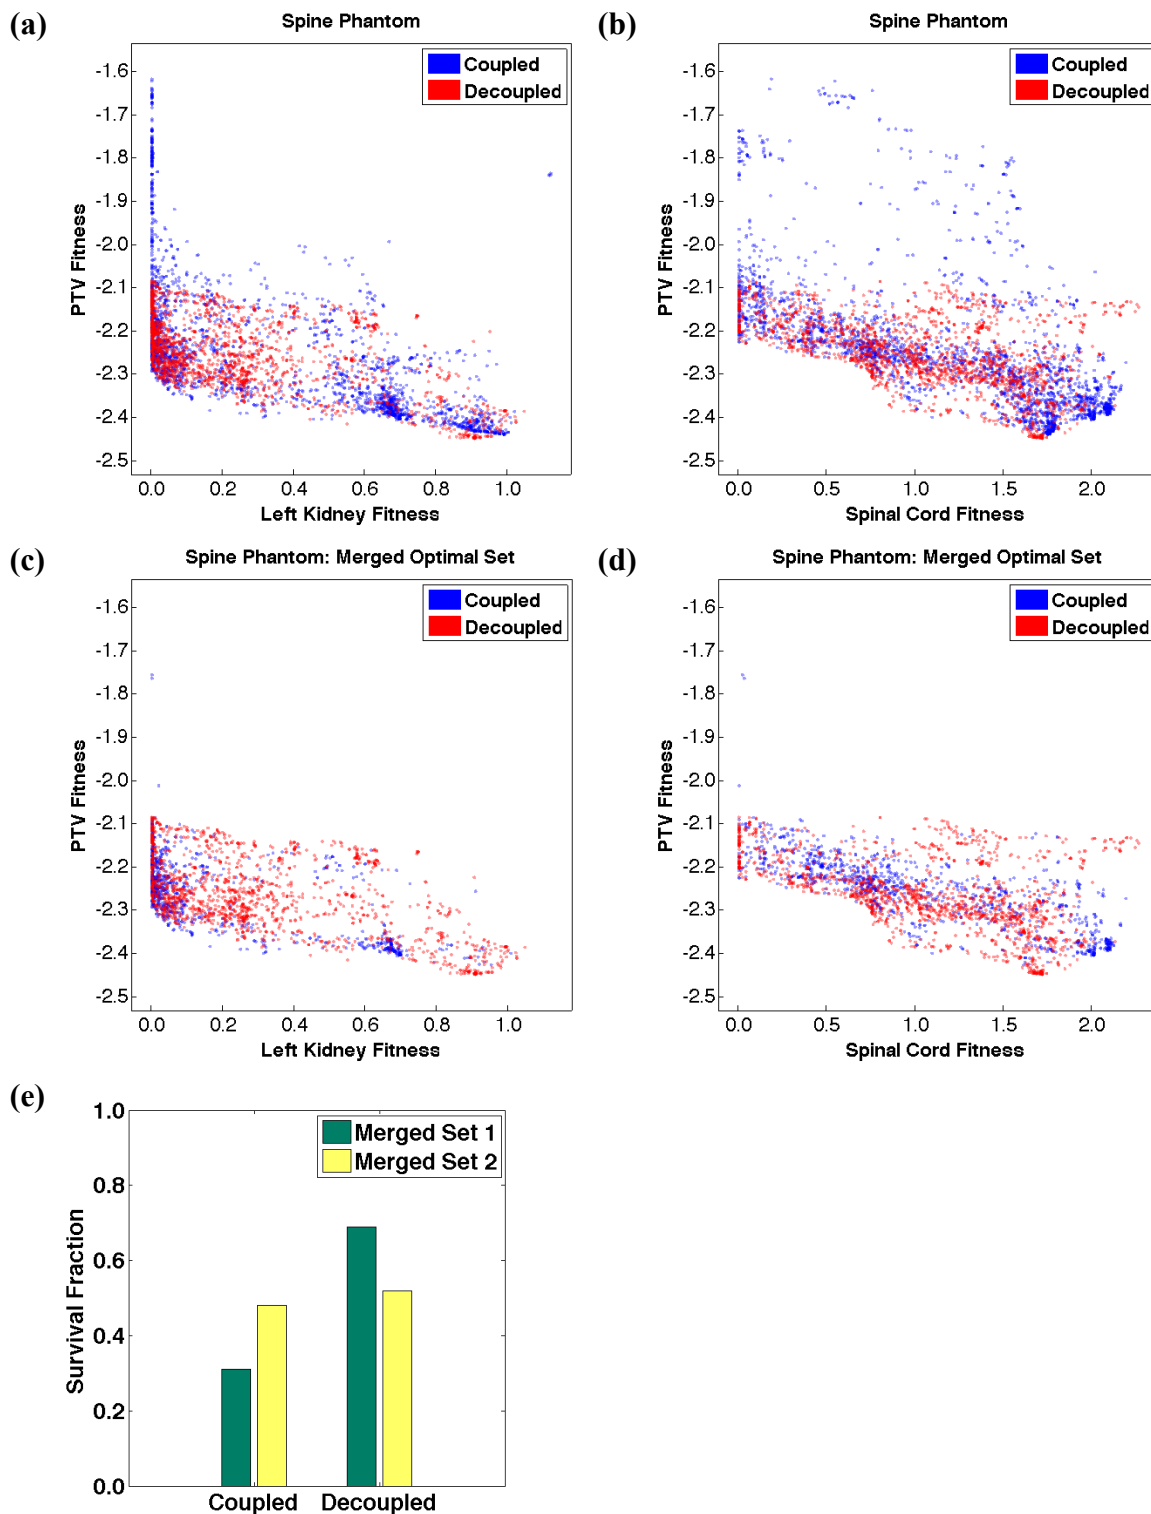 (a)
Spine Phantom
Coupled
Decoupled
-1.6
-1.7
-1.8
-1.9
-2.0
-2.1
-2.2
-2.3
-2.4
-2.5
PTV Fitness
0.0 0.2 0.4 0.6 0.8 1.0
Left Kidney Fitness
(b)
Spine Phantom
Coupled
Decoupled
-1.6
-1.7
-1.8
-1.9
-2.0
-2.1
-2.2
-2.3
-2.4
-2.5
PTV Fitness
0.0 0.5 1.0 1.5 2.0
Spinal Cord Fitness
(c)
Spine Phantom: Merged Optimal Set
Coupled
Decoupled
-1.6
-1.7
-1.8
-1.9
-2.0
-2.1
-2.2
-2.3
-2.4
-2.5
PTV Fitness
0.0 0.2 0.4 0.6 0.8 1.0
Left Kidney Fitness
(d)
Spine Phantom: Merged Optimal Set
Coupled
Decoupled
-1.6
-1.7
-1.8
-1.9
-2.0
-2.1
-2.2
-2.3
-2.4
-2.5
PTV Fitness
0.0 0.5 1.0 1.5 2.0
Spinal Cord Fitness
(e)
Merged Set 1
Merged Set 2
1.0
0.8
0.6
0.4
0.2
0.0
Survival Fraction
Coupled Decoupled